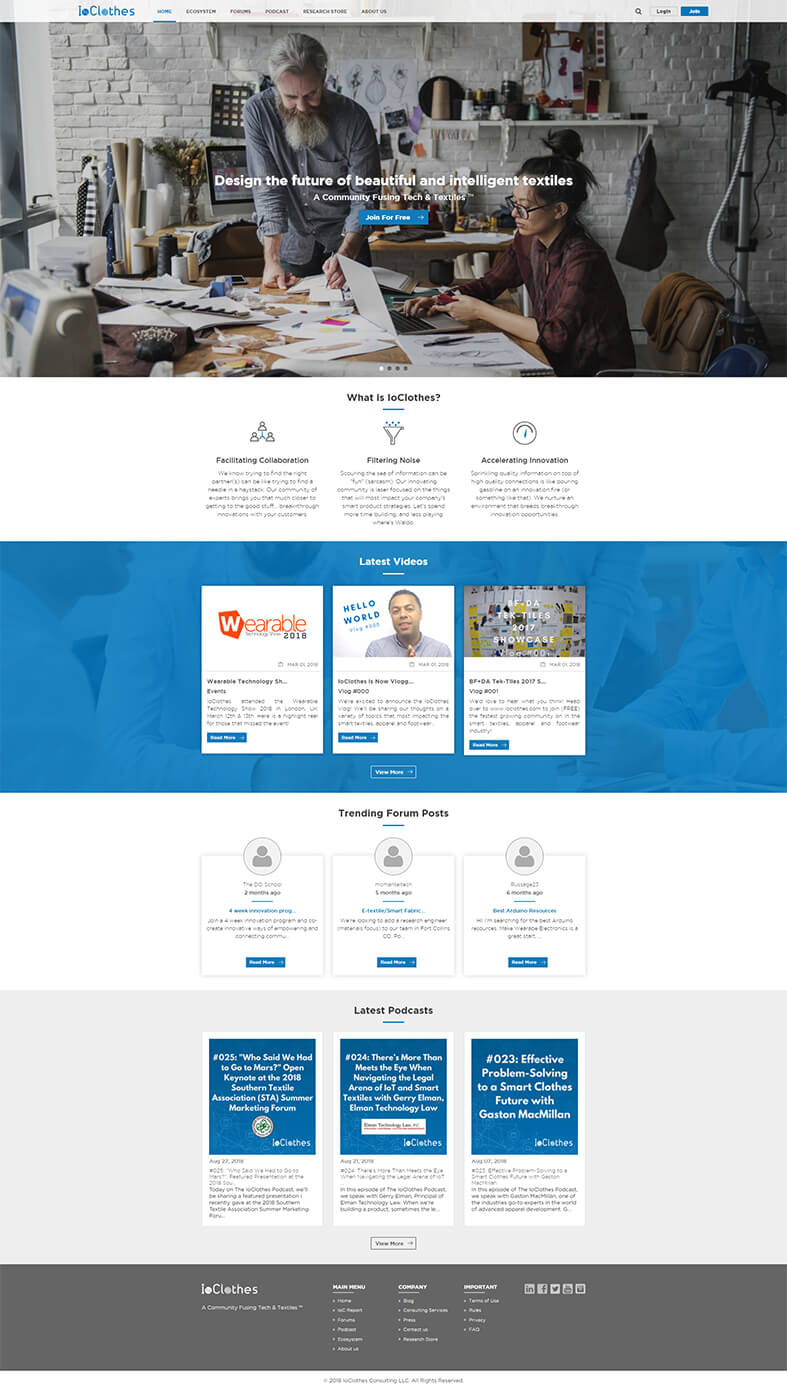 IoClothes
HOME ECOSYSTEM FORUMS PODCAST RESEARCH STORE ABOUT US
Login Join
Design the future of beautiful and intelligent textiles
A Community Fusing Tech & Textiles ™
Join For Free
What is IoClothes?
Facilitating Collaboration
We know trying to find the right
partner(s) can be like trying to find a
needle in a haystack. Our community of
experts brings you that much closer to
getting to the good stuff... breakthrough
innovations with your customers.
Filtering Noise
Scouring the sea of information can be
"fun" (sarcasm). Our innovating
community is laser focused on the things
that will most impact your company's
smart product strategies. Let's spend
more time building, and less playing
where's Waldo.
Accelerating Innovation
Sprinkling quality information on top of
high quality connections is like pouring
gasoline on an innovation fire (or
something like that). We nurture an
environment that breeds breakthrough
innovation opportunities.
Latest Videos
Wearable
Technology Show 2018
MAR 01, 2018
Wearable Technology Sh...
Events
IoClothes attended the Wearable
Technology Show 2018 in London, UK
March 12th & 13th. Here is a highlight reel
for those that missed the event!
Read More
HELLO
WORLD
Vlog #000
MAR 01, 2018
IoClothes is Now Vlogg...
Vlog #000
We're excited to announce the IoClothes
Vlog! We'll be sharing our thoughts on a
variety of topics that most impacting the
smart textiles, apparel and footwear...
Read More
BF+DA
TEK-TILES
2017
SHOWCASE
Vlog #001
MAR 01, 2018
BF+DA Tek-Tiles 2017 S...
Vlog #001
We'd love to hear what you think! Head
over to www.ioclothes.com to join (FREE)
the fastest growing community on in the
smart textiles, apparel and footwear
industry!
Read More
View More
Trending Forum Posts
The DO School
2 months ago
4 week innovation prog...
Join a 4 week innovation program and co-
create innovative ways of empowering and
connecting commu...
Read More
5 months ago
E-textile/Smart Fabric...
We're looking to add a research engineer
(materials focus) to our team in Fort Collins
CO. Po...
Read More
Russage23
6 months ago
Best Arduino Resources
Hi! I'm searching for the best Arduino
resources. Make Wearable Electronics is a
great start, ...
Read More
Latest Podcasts
#025: "Who Said We Had
to Go to Mars?" Open
Keynote at the 2018
Southern Textile
Association (STA) Summer
Marketing Forum
IoClothes
Aug 27, 2018
#025: "Who Said We Had to Go to
Mars?", Featured Presentation at the
2018 Sou...
Today on The IoClothes Podcast, we'll
be sharing a featured presentation I
recently gave at the 2018 Southern
Textile Association Summer Marketing
Foru...
#024: There's More Than
Meets the Eye When
Navigating the Legal
Arena of IoT and Smart
Textiles with Gerry Elman,
Elman Technology Law
Elman Technology Law, P.C.
IoClothes
Aug 21, 2018
#024: There's More Than Meets the Eye
When Navigating the Legal Arena of IoT...
In this episode of The IoClothes Podcast,
we speak with Gerry Elman, Principal of
Elman Technology Law. When we're
building a product, sometimes the le...
#023: Effective
Problem-Solving
to a Smart Clothes
Future with
Gaston MacMillan
IoClothes
Aug 07, 2018
#023: Effective Problem-Solving to a
Smart Clothes Future with Gaston
MacMillan
In this episode of The IoClothes Podcast,
we speak with Gaston MacMillan, one of
the industries go-to experts in the world
of advanced apparel development. G...
View More
IoClothes
A Community Fusing Tech & Textiles ™
MAIN MENU
Home
IoC Report
Forums
Podcast
Ecosystem
About us
COMPANY
Blog
Consulting Services
Press
Contact us
Research Store
IMPORTANT
Terms of Use
Rules
Privacy
FAQ
© 2018 IoClothes Consulting LLC. All Rights Reserved.